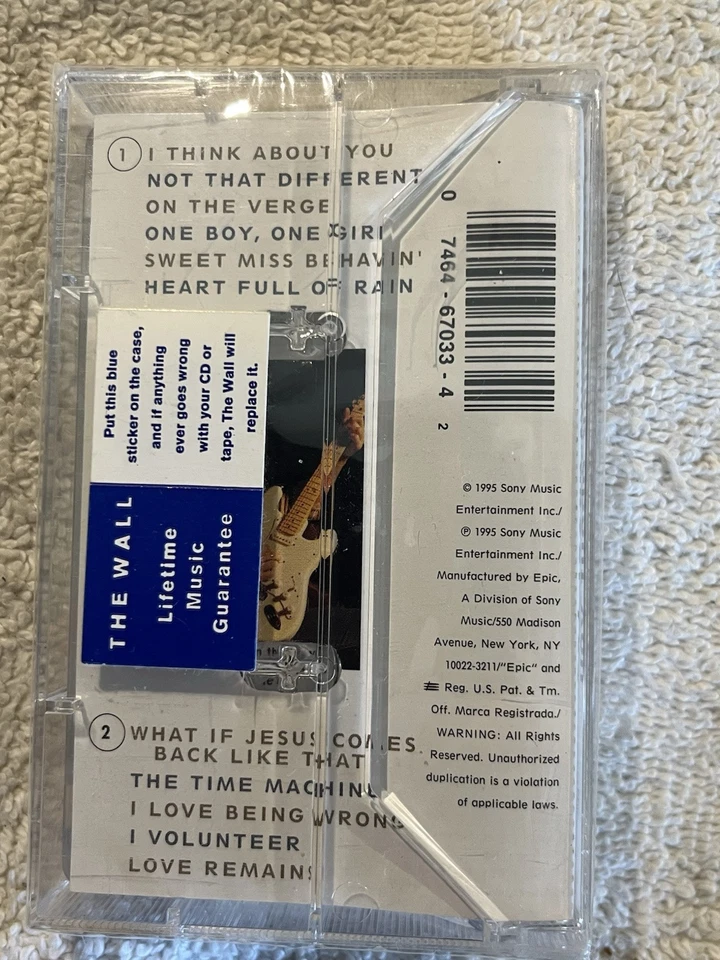 1 I THINK ABOUT YOU
NOT THAT DIFFERENT
ON THE VERGE
ONE BOY, ONE GIRL
SWEET MISS BEHAVIN'
HEART FULL OF RAIN
Put this blue
sticker on the case,
and if anything
ever goes wrong
with your CD or
tape, The Wall will
replace it.
THE WALL
Lifetime
Music
Guarantee
2 WHAT IF JESUS COMES
BACK LIKE THAT
THE TIME MACHINE
I LOVE BEING WRONG
I VOLUNTEER
LOVE REMAINS
0 7464-67033-4 2
© 1995 Sony Music
Entertainment Inc./
℗ 1995 Sony Music
Entertainment Inc./
Manufactured by Epic,
A Division of Sony
Music/550 Madison
Avenue, New York, NY
10022-3211/"Epic" and
Reg. U.S. Pat. & Tm.
Off. Marca Registrada./
WARNING: All Rights
Reserved. Unauthorized
duplication is a violation
of applicable laws.